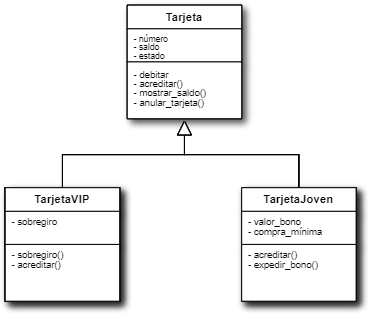 Tarjeta
- número
- saldo
- estado
- debitar
- acreditar()
- mostrar_saldo()
- anular_tarjeta()
TarjetaVIP
- sobregiro
- sobregiro()
- acreditar()
TarjetaJoven
- valor_bono
- compra_mínima
- acreditar()
- expedir_bono()